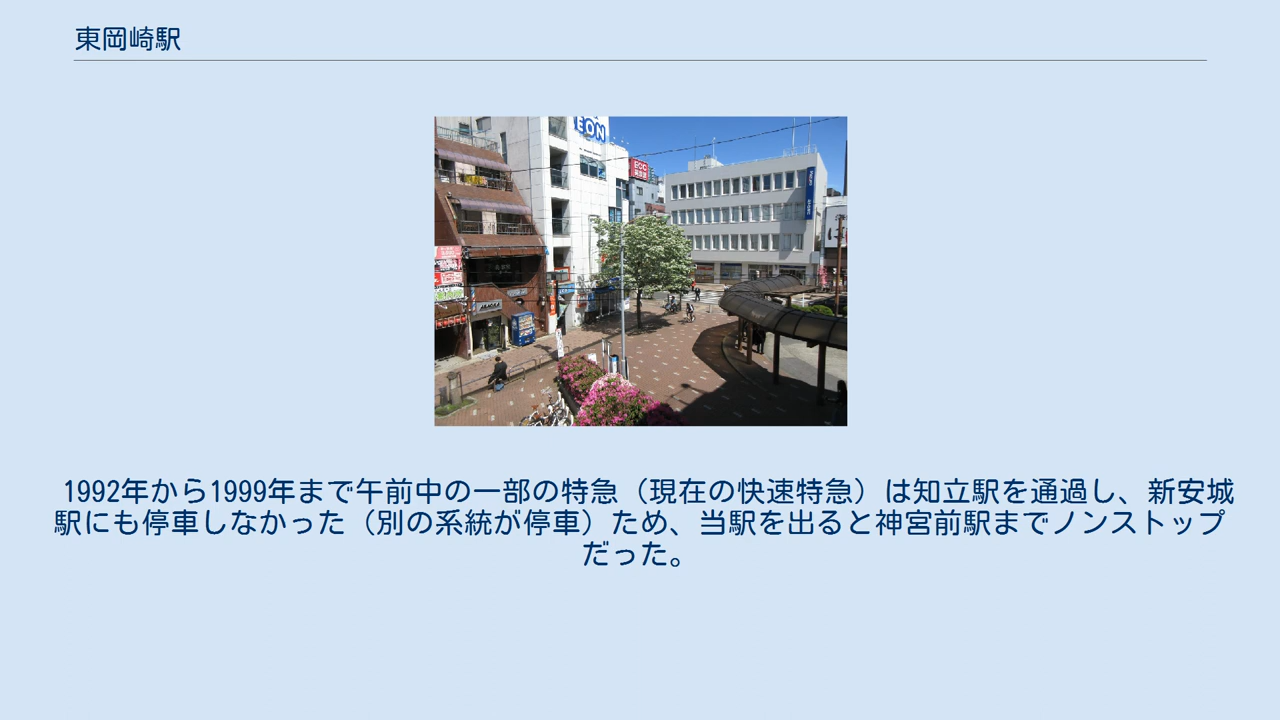 東岡崎駅
EON
1992年から1999年まで午前中の一部の特急（現在の快速特急）は知立駅を通過し、新安城
駅にも停車しなかった（別の系統が停車）ため、当駅を出ると神宮前駅までノンストップ
だった。